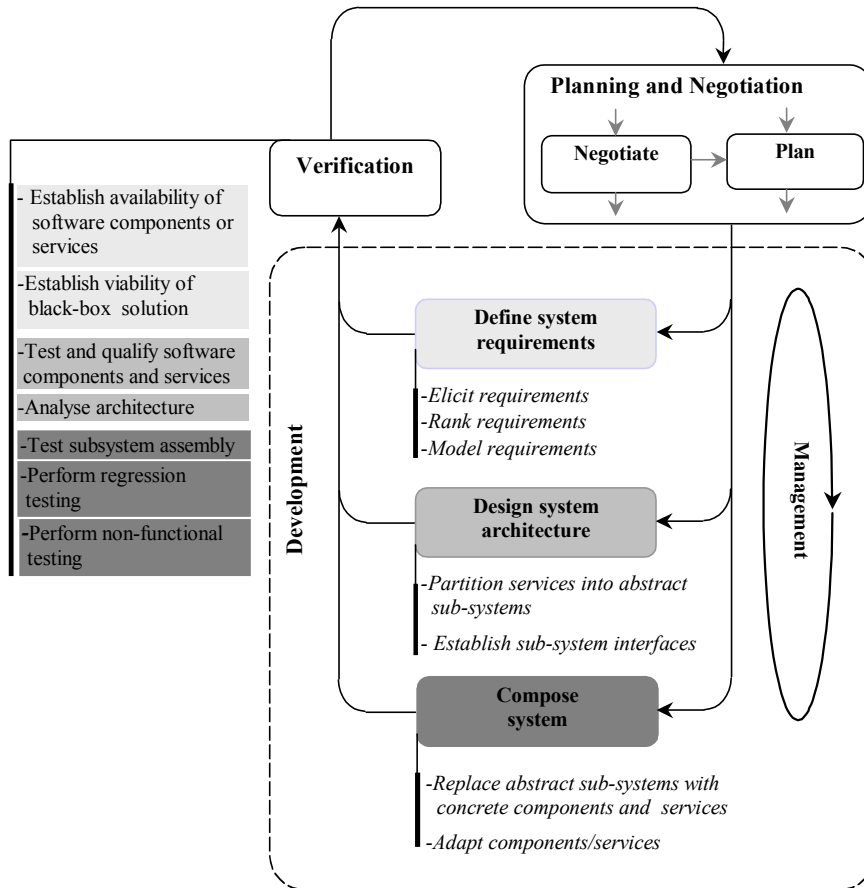 Planning and Negotiation
Negotiate
Plan
Verification
- Establish availability of
software components or
services
-Establish viability of
black-box solution
-Test and qualify software
components and services
-Analyse architecture
-Test subsystem assembly
-Perform regression
testing
-Perform non-functional
testing
Development
Define system
requirements
-Elicit requirements
-Rank requirements
-Model requirements
Design system
architecture
-Partition services into abstract
sub-systems
- Establish sub-system interfaces
Compose
system
-Replace abstract sub-systems with
concrete components and services
-Adapt components/services
Management